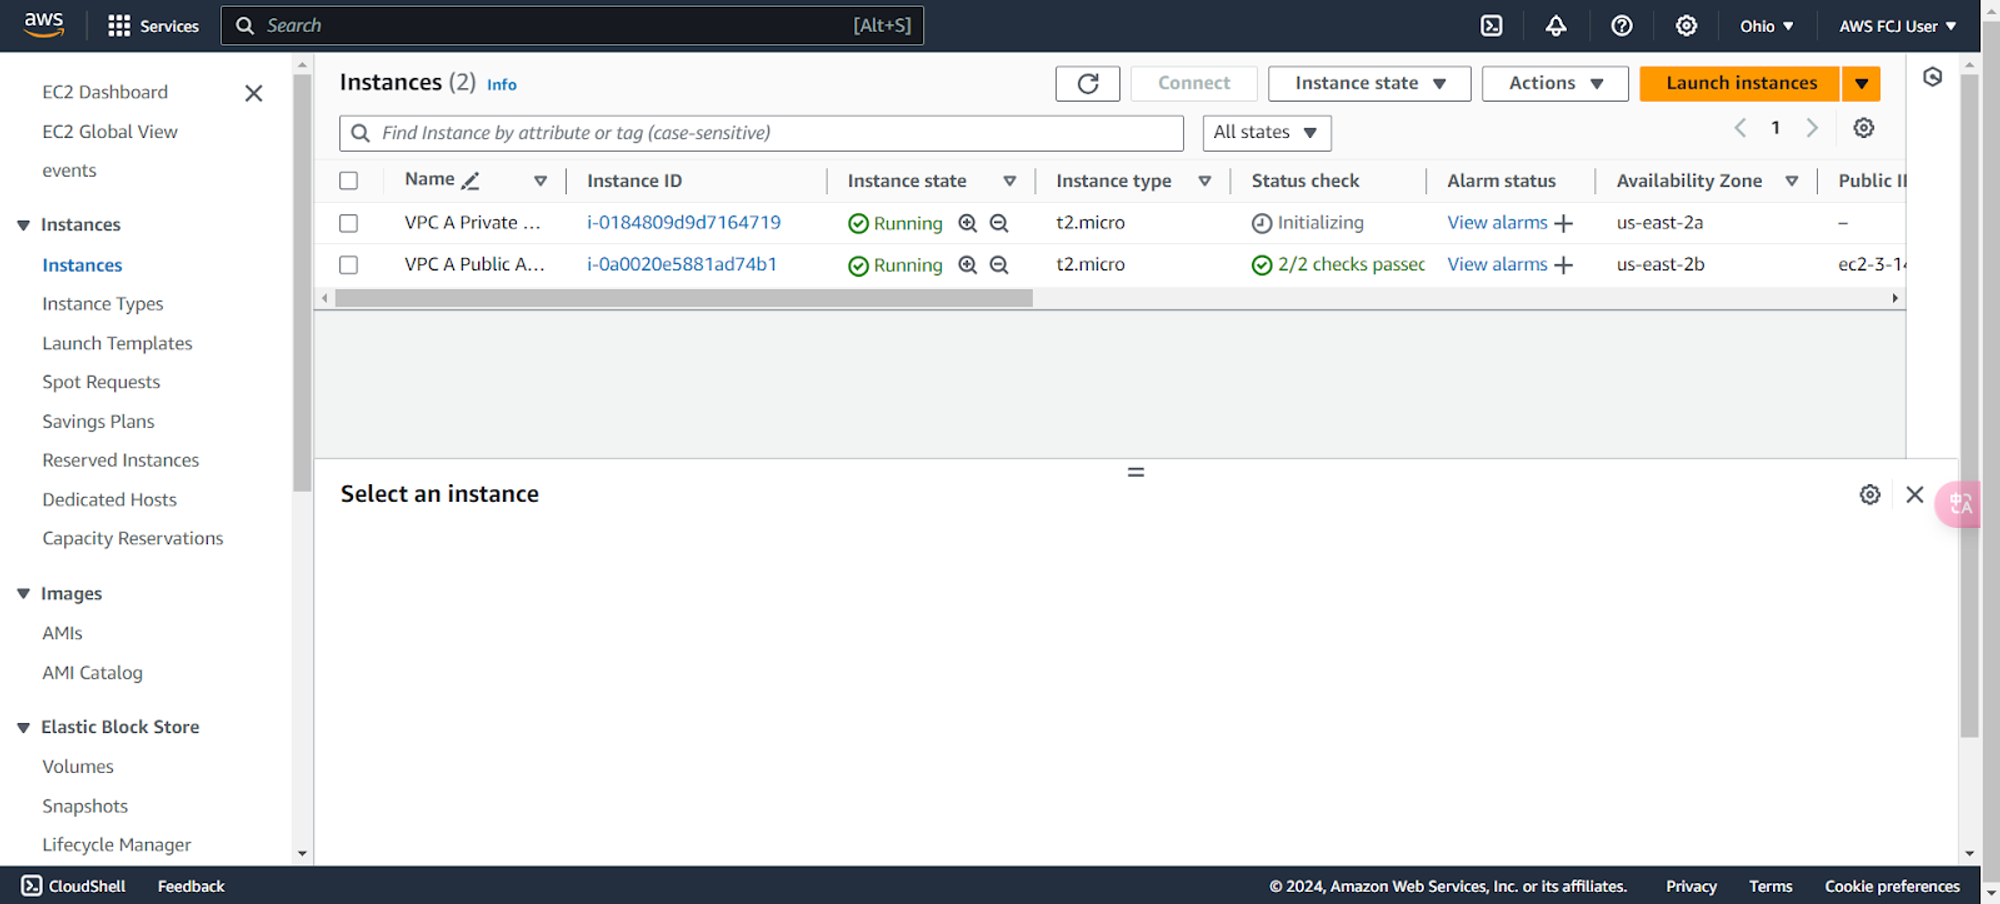 aws Services Search [Alt+S] Ohio AWS FCJ User
EC2 Dashboard
EC2 Global View
events
Instances
Instances
Instance Types
Launch Templates
Spot Requests
Savings Plans
Reserved Instances
Dedicated Hosts
Capacity Reservations
Images
AMIs
AMI Catalog
Elastic Block Store
Volumes
Snapshots
Lifecycle Manager
Instances (2) Info Connect Instance state Actions Launch instances
Find Instance by attribute or tag (case-sensitive) All states 1
Name Instance ID Instance state Instance type Status check Alarm status Availability Zone Public
VPC A Private ... i-0184809d9d7164719 Running t2.micro Initializing View alarms + us-east-2a –
VPC A Public A... i-0a0020e5881ad74b1 Running t2.micro 2/2 checks passed View alarms + us-east-2b ec2-3-14
Select an instance
CloudShell Feedback © 2024, Amazon Web Services, Inc. or its affiliates. Privacy Terms Cookie preferences